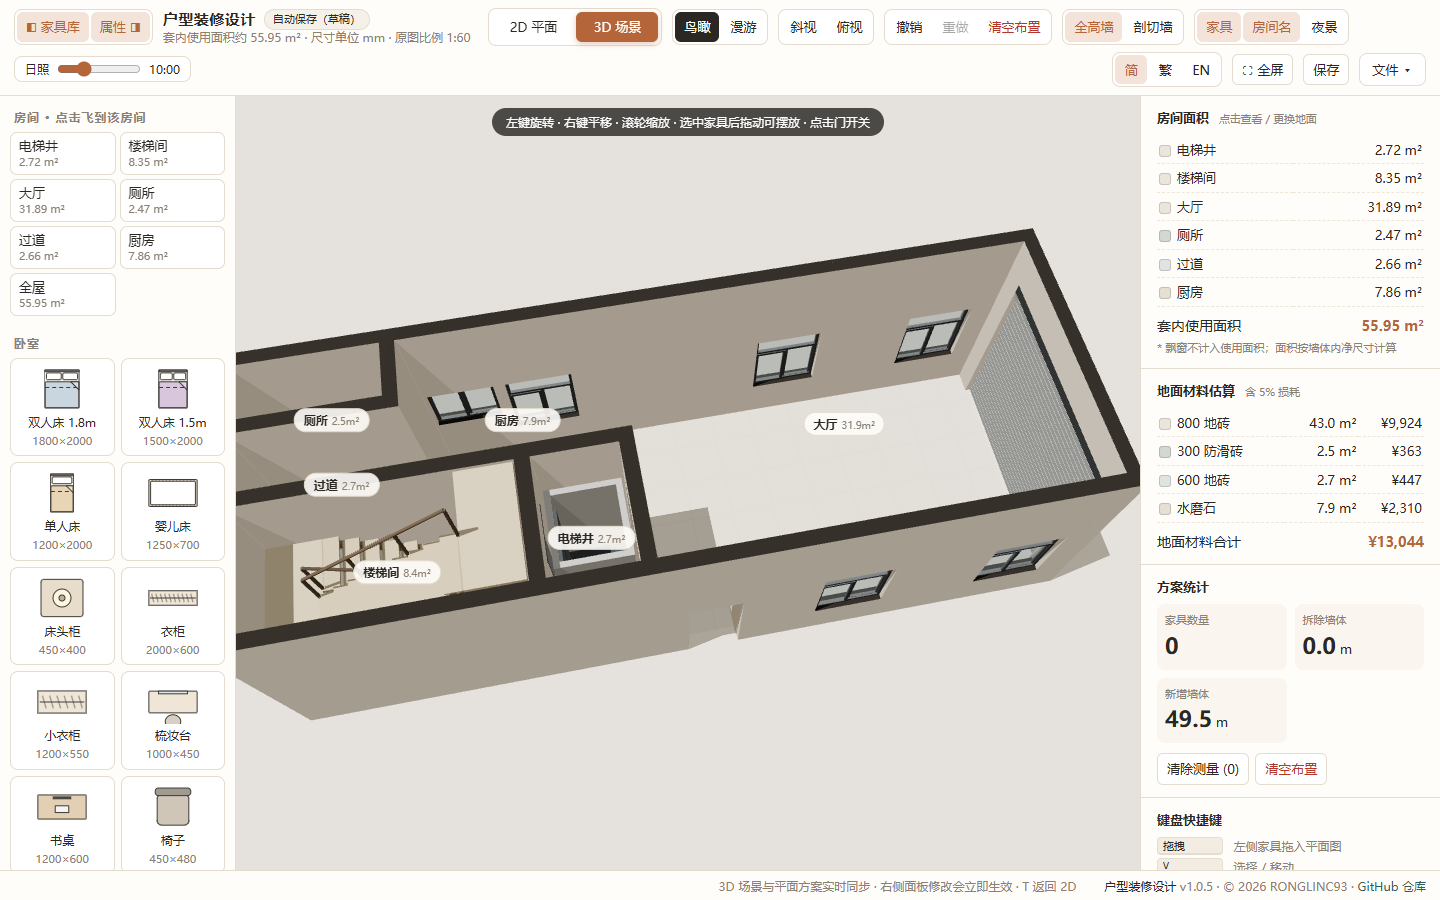 家具库 属性 户型装修设计 自动保存（草稿） 2D 平面 3D 场景 鸟瞰 漫游 斜视 俯视 撤销 重做 清空布置 全高墙 剖切墙 家具 房间名 夜景
套内使用面积约 55.95 m² · 尺寸单位 mm · 原图比例 1:60
日照 10:00 简 繁 EN 全屏 保存 文件
房间 • 点击飞到该房间
电梯井
2.72 m²
楼梯间
8.35 m²
大厅
31.89 m²
厕所
2.47 m²
过道
2.66 m²
厨房
7.86 m²
全屋
55.95 m²
卧室
双人床 1.8m
1800×2000
双人床 1.5m
1500×2000
单人床
1200×2000
婴儿床
1250×700
床头柜
450×400
衣柜
2000×600
小衣柜
1200×550
梳妆台
1000×450
书桌
1200×600
椅子
450×480
左键旋转 · 右键平移 · 滚轮缩放 · 选中家具后拖动可摆放 · 点击门开关
厕所 2.5m²
厨房 7.9m²
大厅 31.9m²
过道 2.7m²
电梯井 2.7m²
楼梯间 8.4m²
房间面积 点击查看 / 更换地面
电梯井 2.72 m²
楼梯间 8.35 m²
大厅 31.89 m²
厕所 2.47 m²
过道 2.66 m²
厨房 7.86 m²
套内使用面积 55.95 m²
* 飘窗不计入使用面积；面积按墙体内净尺寸计算
地面材料估算 含 5% 损耗
800 地砖 43.0 m² ¥9,924
300 防滑砖 2.5 m² ¥363
600 地砖 2.7 m² ¥447
水磨石 7.9 m² ¥2,310
地面材料合计 ¥13,044
方案统计
家具数量
0
拆除墙体
0.0 m
新增墙体
49.5 m
清除测量 (0) 清空布置
键盘快捷键
拖拽 左侧家具拖入平面图
V 选择 / 移动
3D 场景与平面方案实时同步 · 右侧面板修改会立即生效 · T 返回 2D 户型装修设计 v1.0.5 · © 2026 RONGLINC93 · GitHub 仓库